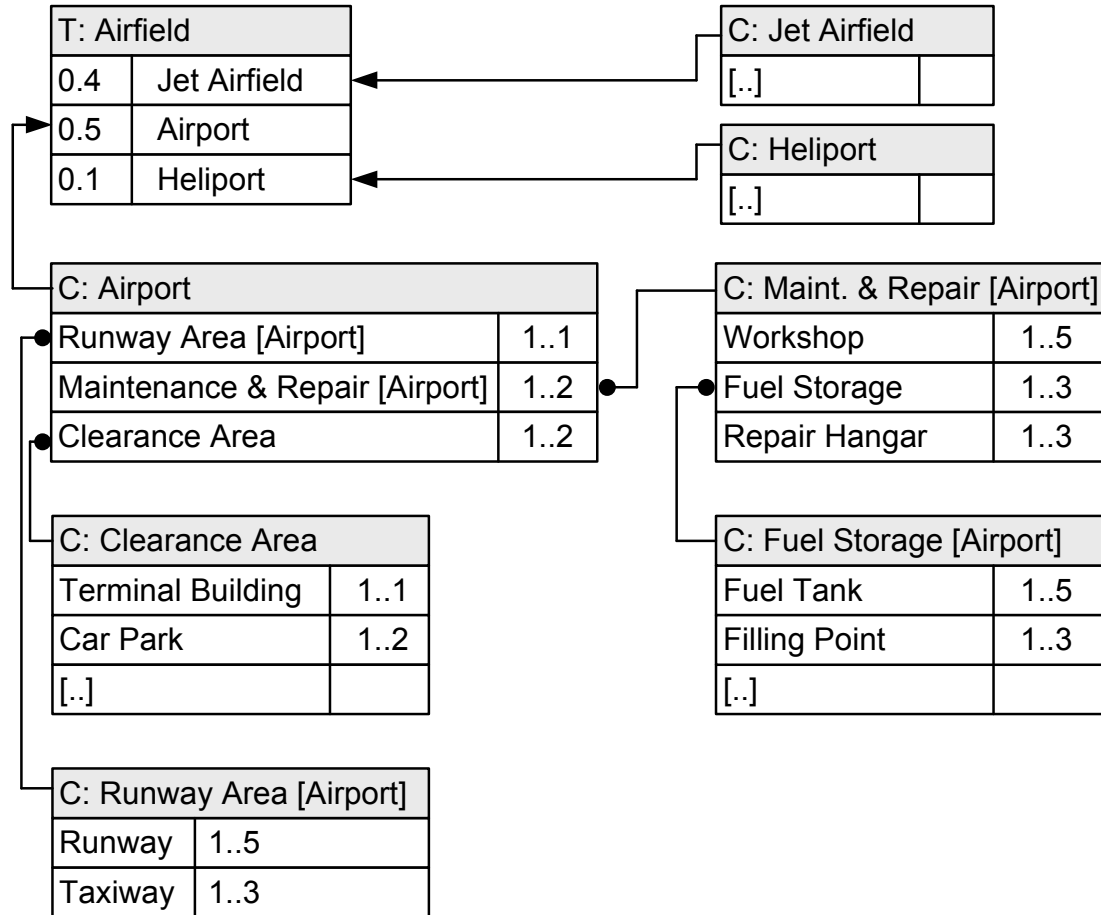 T: Airfield
0.4 Jet Airfield
0.5 Airport
0.1 Heliport
C: Jet Airfield
[..]
C: Heliport
[..]
C: Airport
Runway Area [Airport] 1..1
Maintenance & Repair [Airport] 1..2
Clearance Area 1..2
C: Maint. & Repair [Airport]
Workshop 1..5
Fuel Storage 1..3
Repair Hangar 1..3
C: Clearance Area
Terminal Building 1..1
Car Park 1..2
[..]
C: Fuel Storage [Airport]
Fuel Tank 1..5
Filling Point 1..3
[..]
C: Runway Area [Airport]
Runway 1..5
Taxiway 1..3